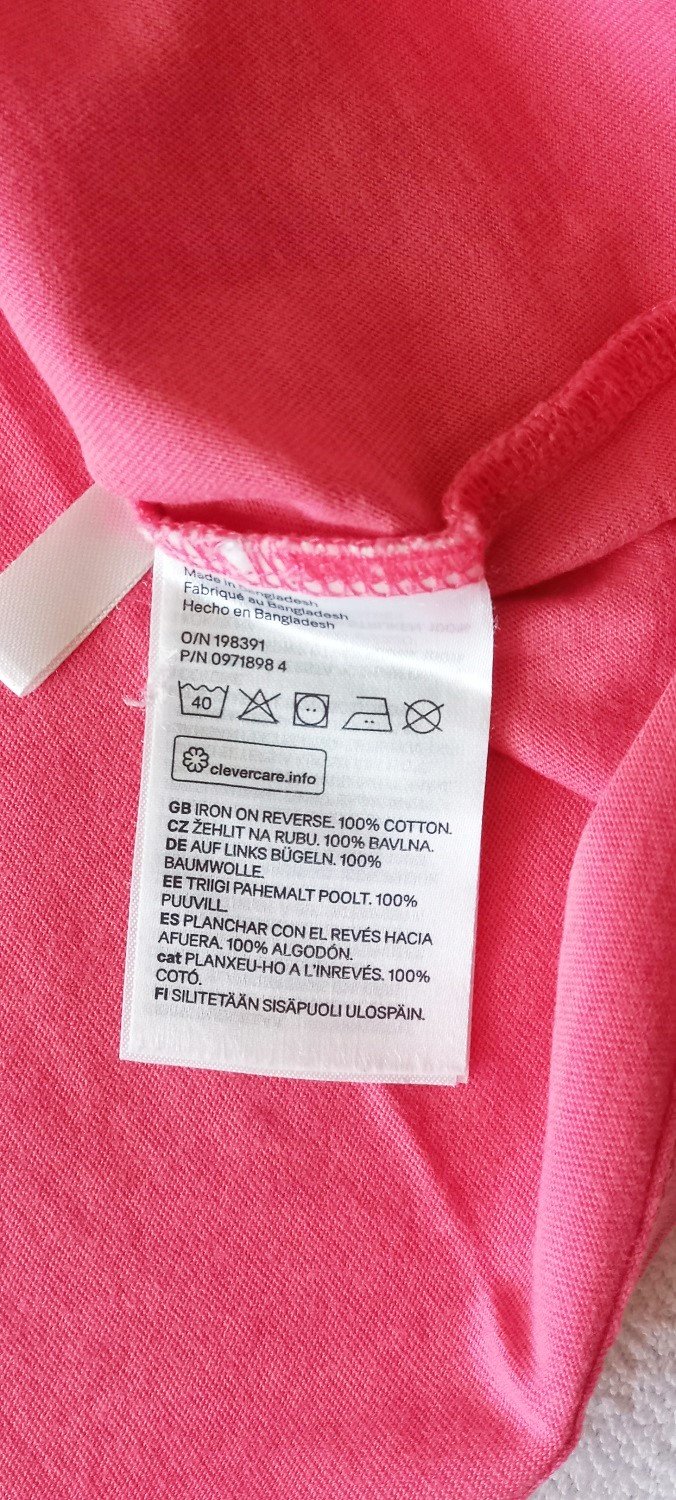 Made in Bangladesh
Fabriqué au Bangladesh
Hecho en Bangladesh
O/N 198391
P/N 0971898 4
40
clevercare.info
GB IRON ON REVERSE. 100% COTTON.
CZ ŽEHLIT NA RUBU. 100% BAVLNA.
DE AUF LINKS BÜGELN. 100%
BAUMWOLLE.
EE TRIIGI PAHEMALT POOLT. 100%
PUUVILL.
ES PLANCHAR CON EL REVÉS HACIA
AFUERA. 100% ALGODÓN.
cat PLANXEU-HO A L'INREVÉS. 100%
COTÓ.
FI SILITETÄÄN SISÄPUOLI ULOSPÄIN.